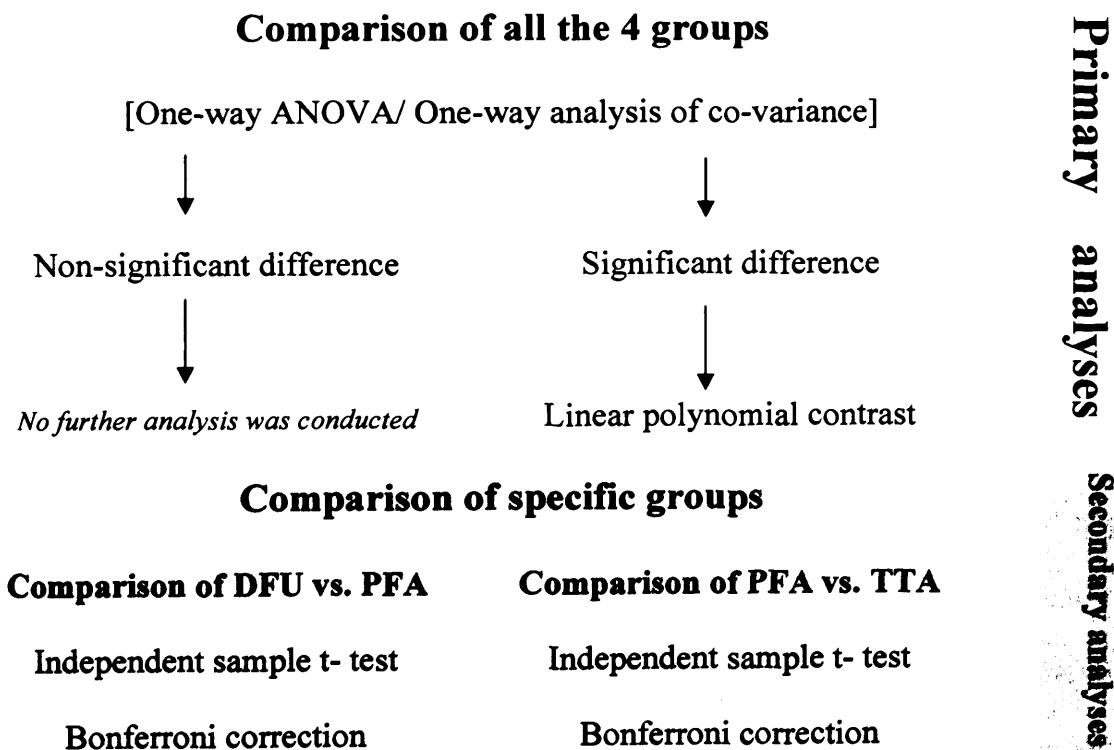 Comparison of all the 4 groups
[One-way ANOVA/ One-way analysis of co-variance]
Non-significant difference
Significant difference
No further analysis was conducted
Linear polynomial contrast
Primary analyses
Comparison of specific groups
Comparison of DFU vs. PFA
Comparison of PFA vs. TTA
Independent sample t- test
Independent sample t- test
Bonferroni correction
Bonferroni correction
Secondary analyses